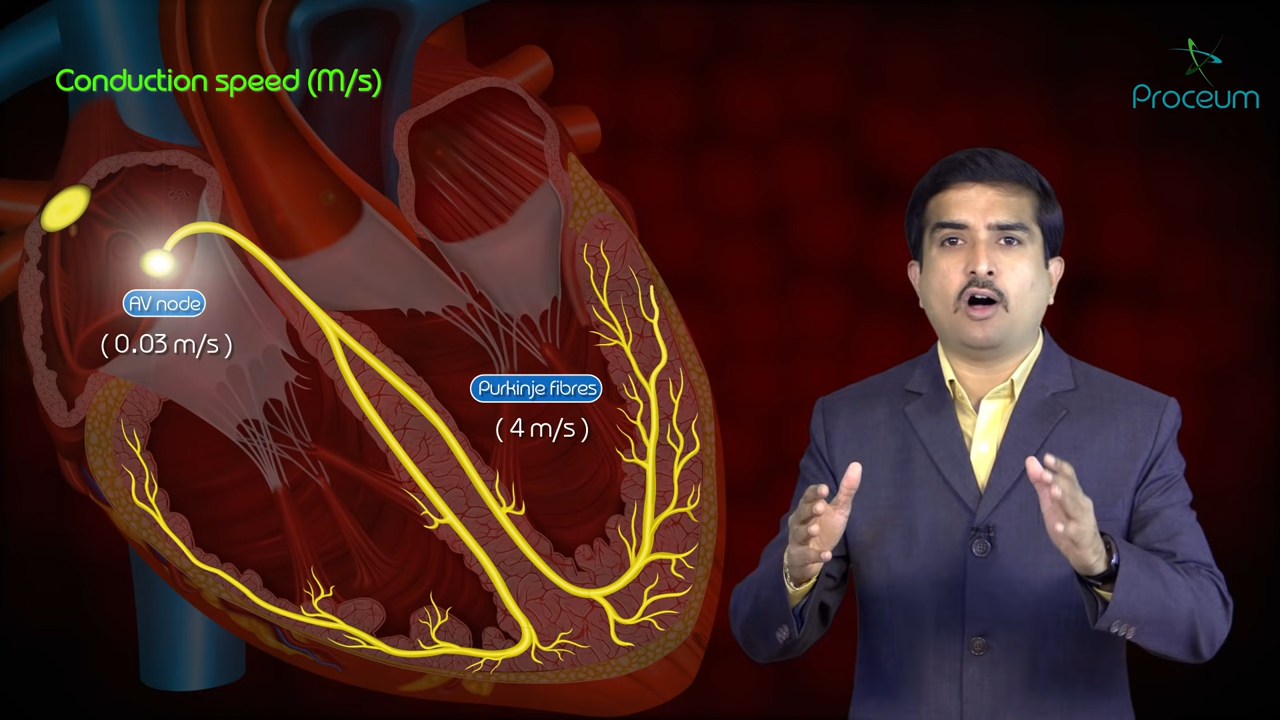 Conduction speed (M/s)
Proceum
AV node
( 0.03 m/s )
Purkinje fibres
( 4 m/s )